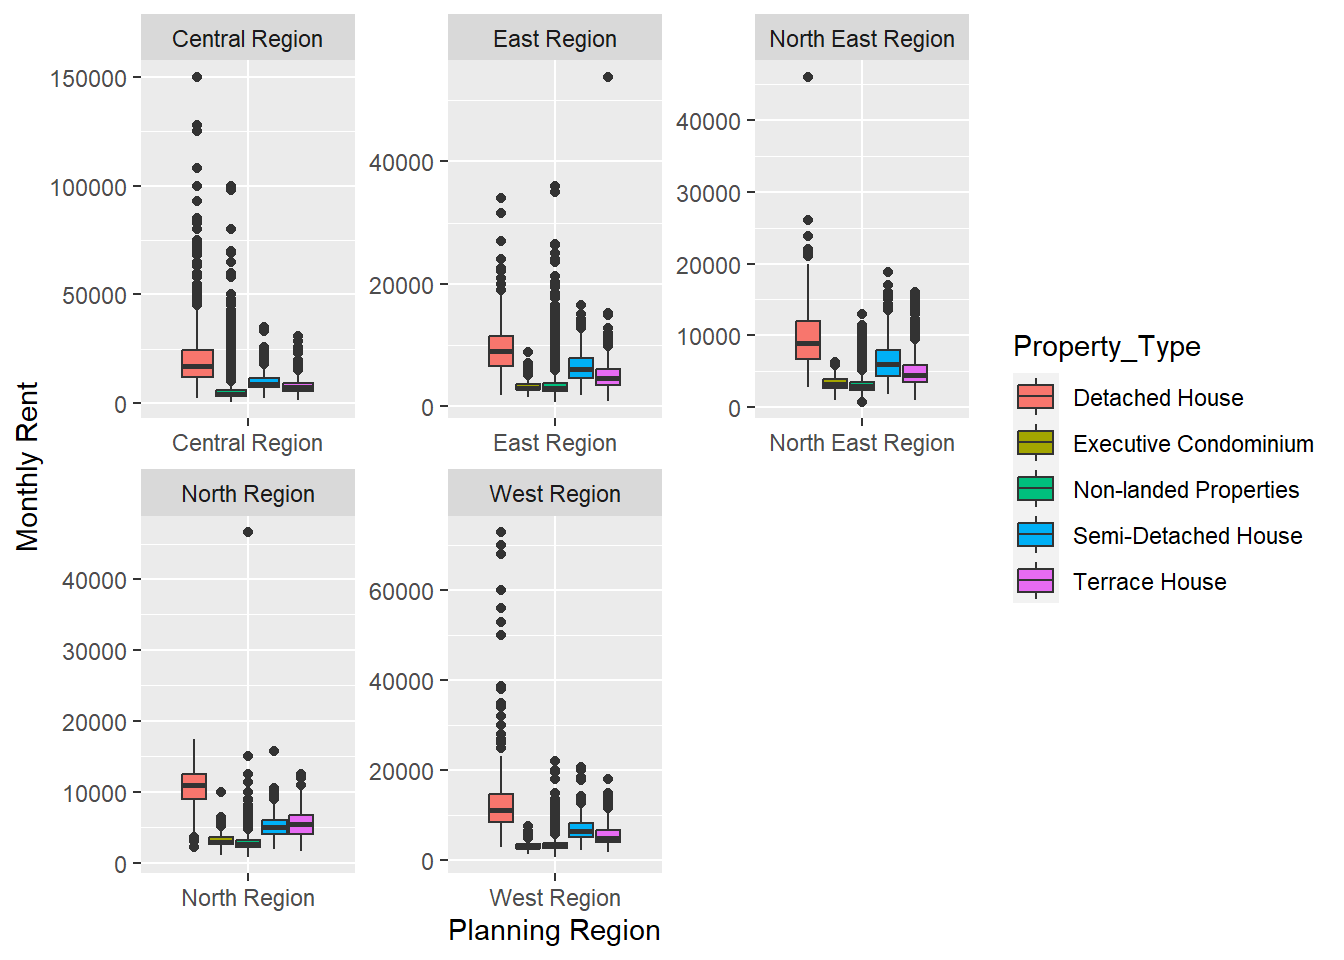 Central Region
East Region
North East Region
150000
100000
50000
0
40000
20000
0
40000
30000
20000
10000
0
Central Region
East Region
North East Region
North Region
West Region
40000
30000
20000
10000
0
60000
40000
20000
0
North Region
West Region
Planning Region
Monthly Rent
Property_Type
Detached House
Executive Condominium
Non-landed Properties
Semi-Detached House
Terrace House